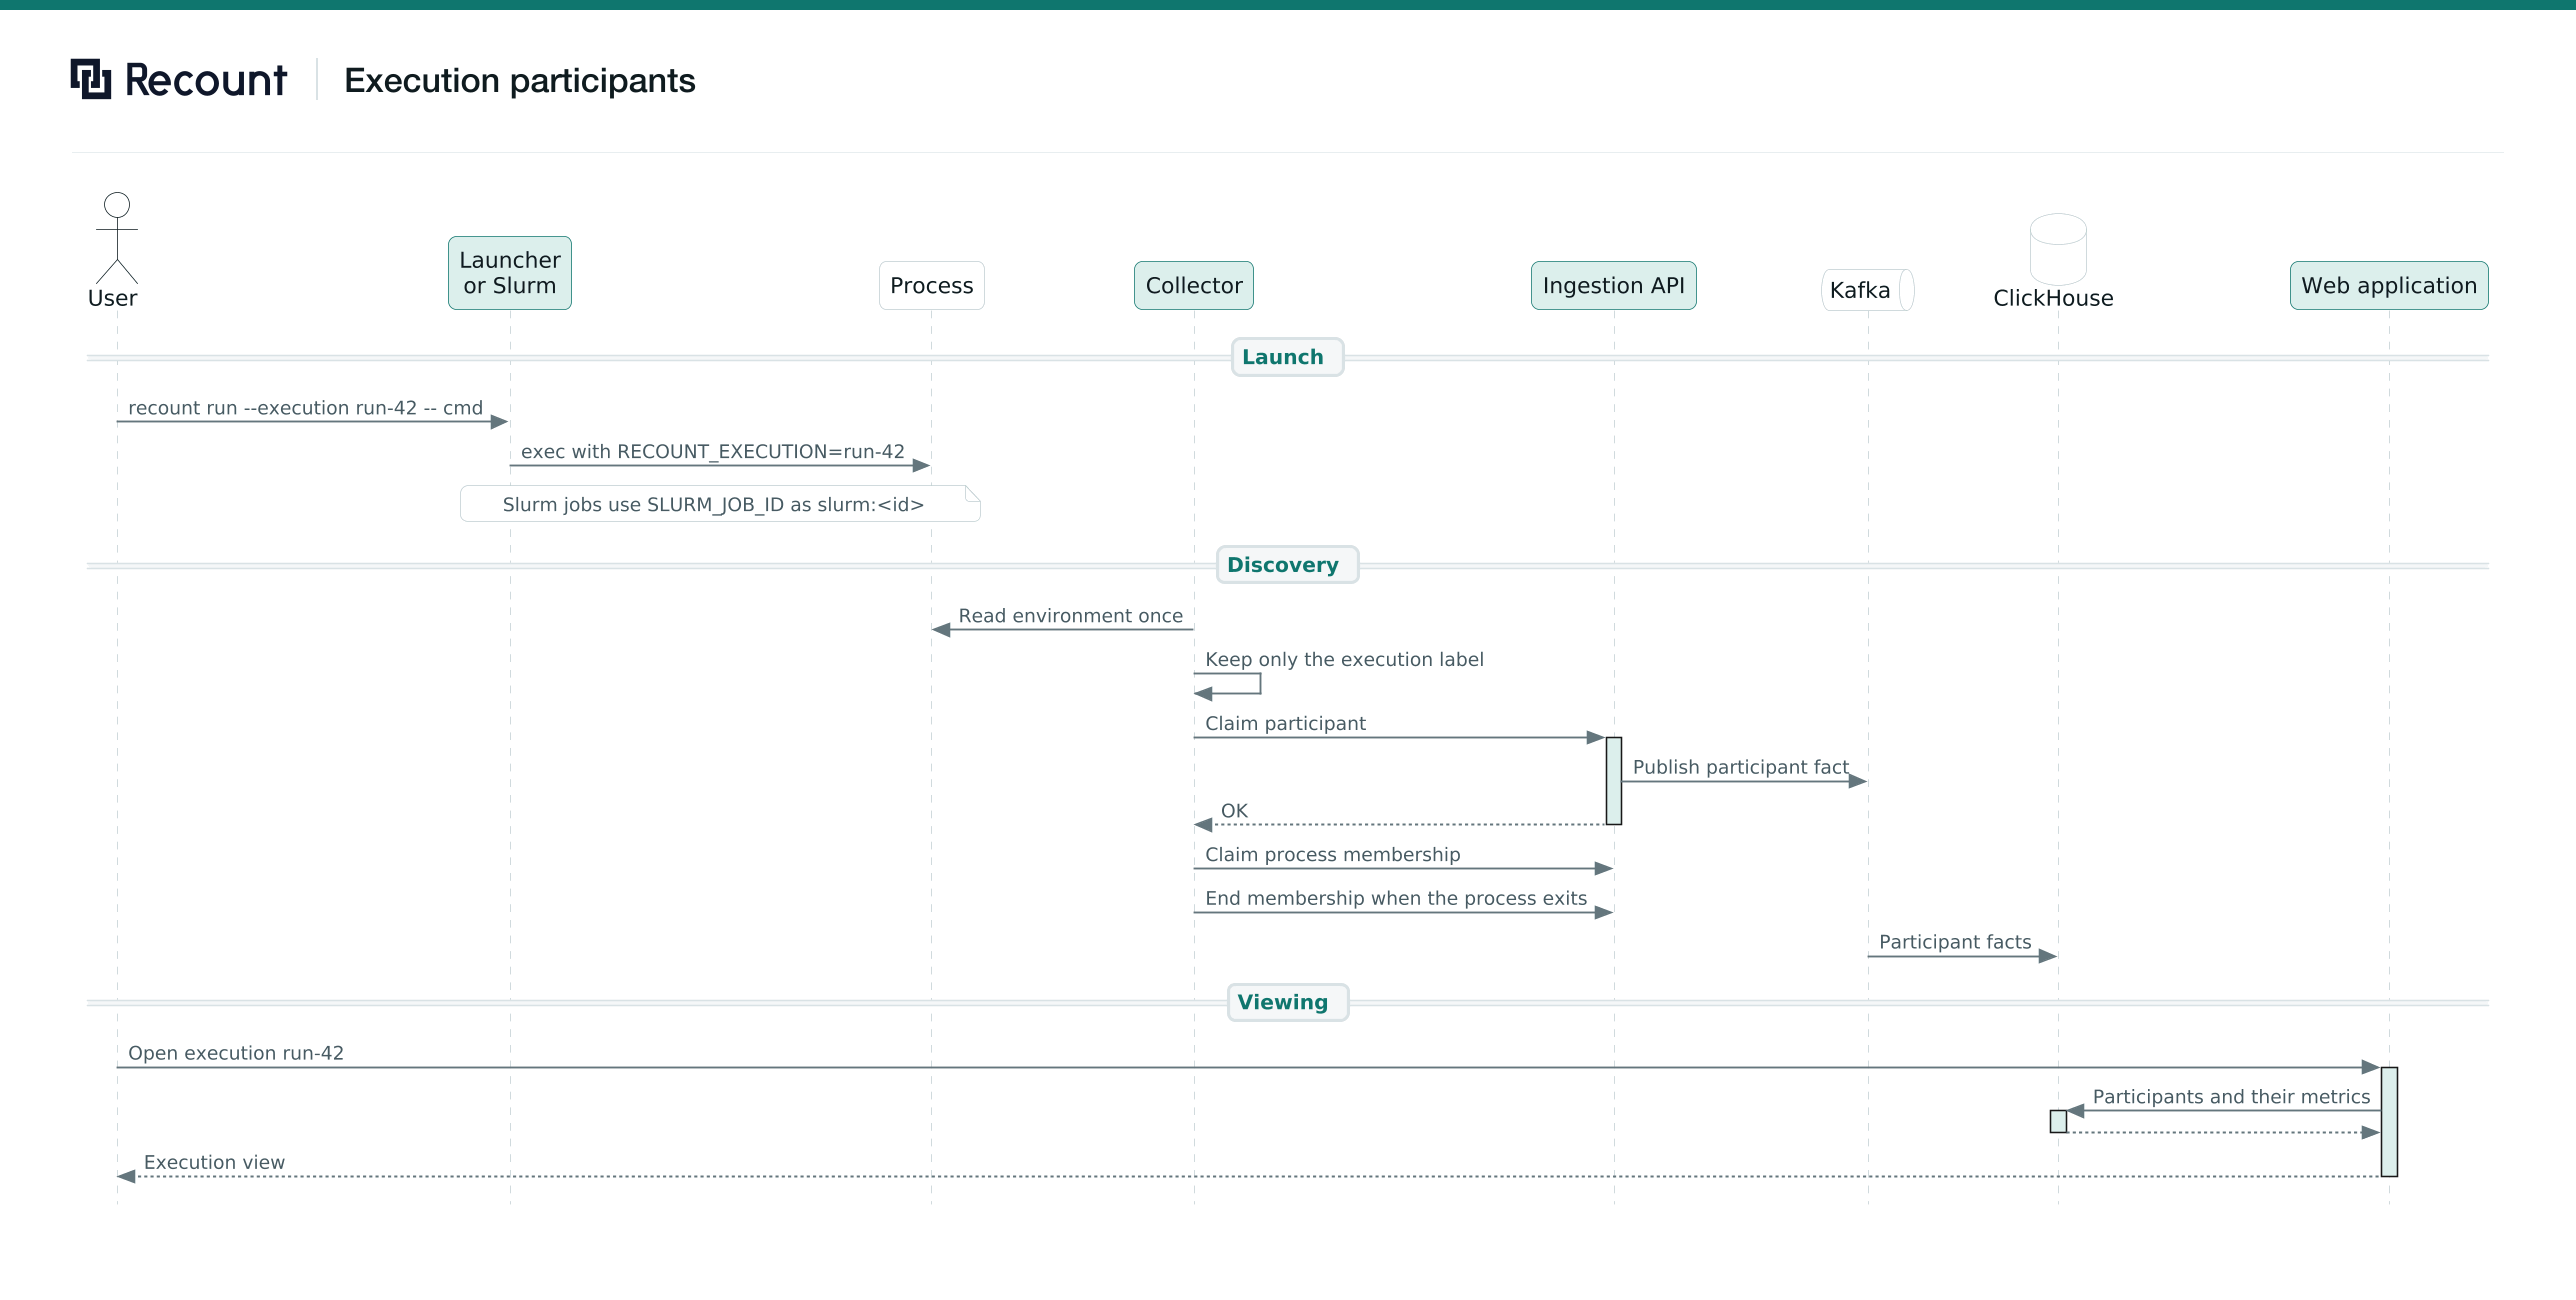 Recount
Execution participants
User
Launcher
or Slurm
Process
Collector
Ingestion API
Kafka
ClickHouse
Web application
Launch
recount run --execution run-42 -- cmd
exec with RECOUNT_EXECUTION=run-42
Slurm jobs use SLURM_JOB_ID as slurm:<id>
Discovery
Read environment once
Keep only the execution label
Claim participant
Publish participant fact
OK
Claim process membership
End membership when the process exits
Participant facts
Viewing
Open execution run-42
Participants and their metrics
Execution view